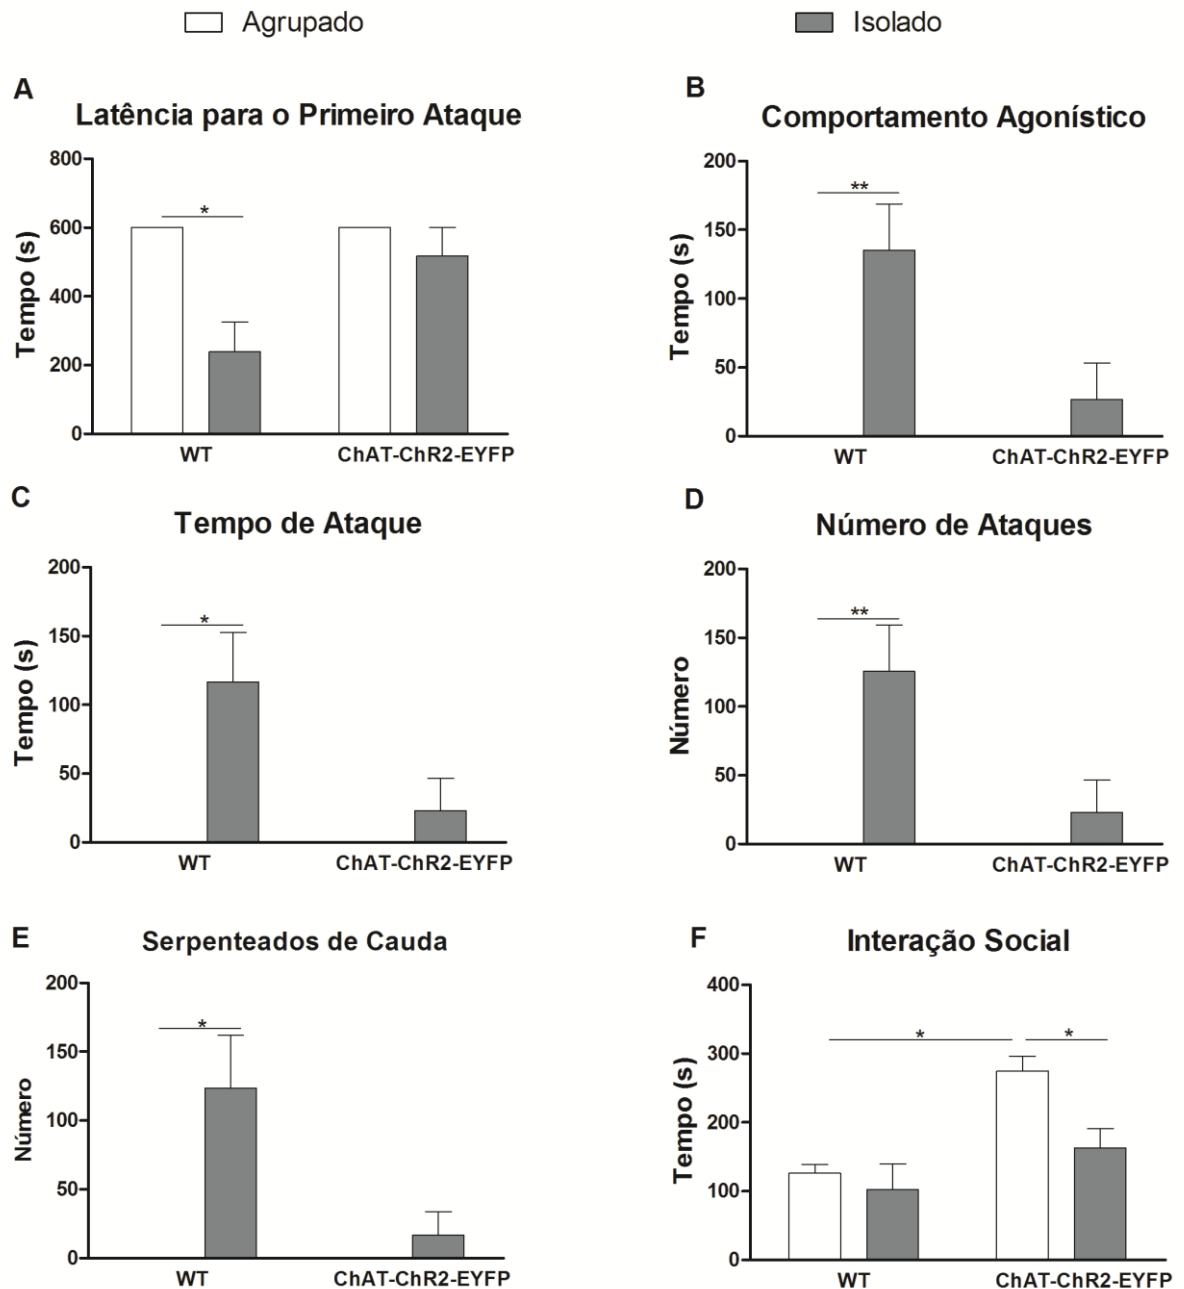 Agrupado
Isolado
A
Latência para o Primeiro Ataque
Tempo (s)
800
600
400
200
0
*
WT
ChAT-ChR2-EYFP
B
Comportamento Agonístico
Tempo (s)
200
150
100
50
0
**
WT
ChAT-ChR2-EYFP
C
Tempo de Ataque
Tempo (s)
200
150
100
50
0
*
WT
ChAT-ChR2-EYFP
D
Número de Ataques
Número
200
150
100
50
0
**
WT
ChAT-ChR2-EYFP
E
Serpenteados de Cauda
Número
200
150
100
50
0
*
WT
ChAT-ChR2-EYFP
F
Interação Social
Tempo (s)
400
300
200
100
0
*
*
WT
ChAT-ChR2-EYFP